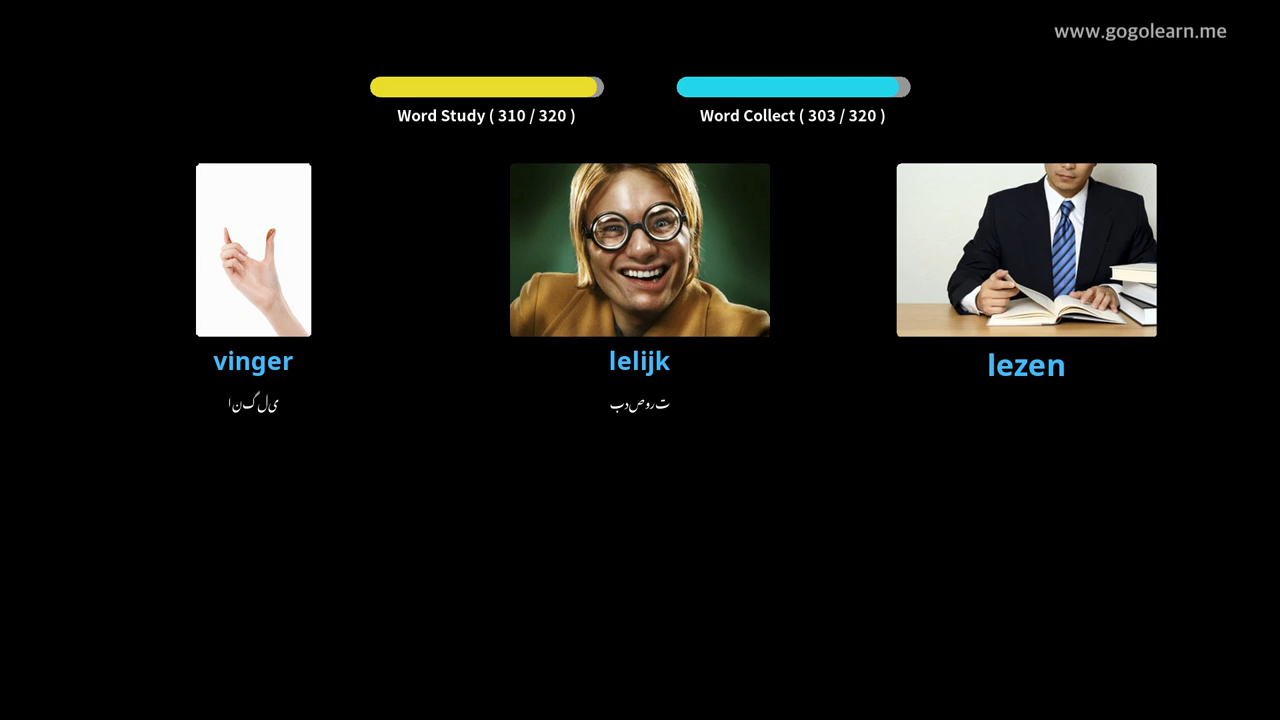 www.gogolearn.me
Word Study ( 310 / 320 )
Word Collect ( 303 / 320 )
vinger
lelijk
lezen
انگلی
بدصورت